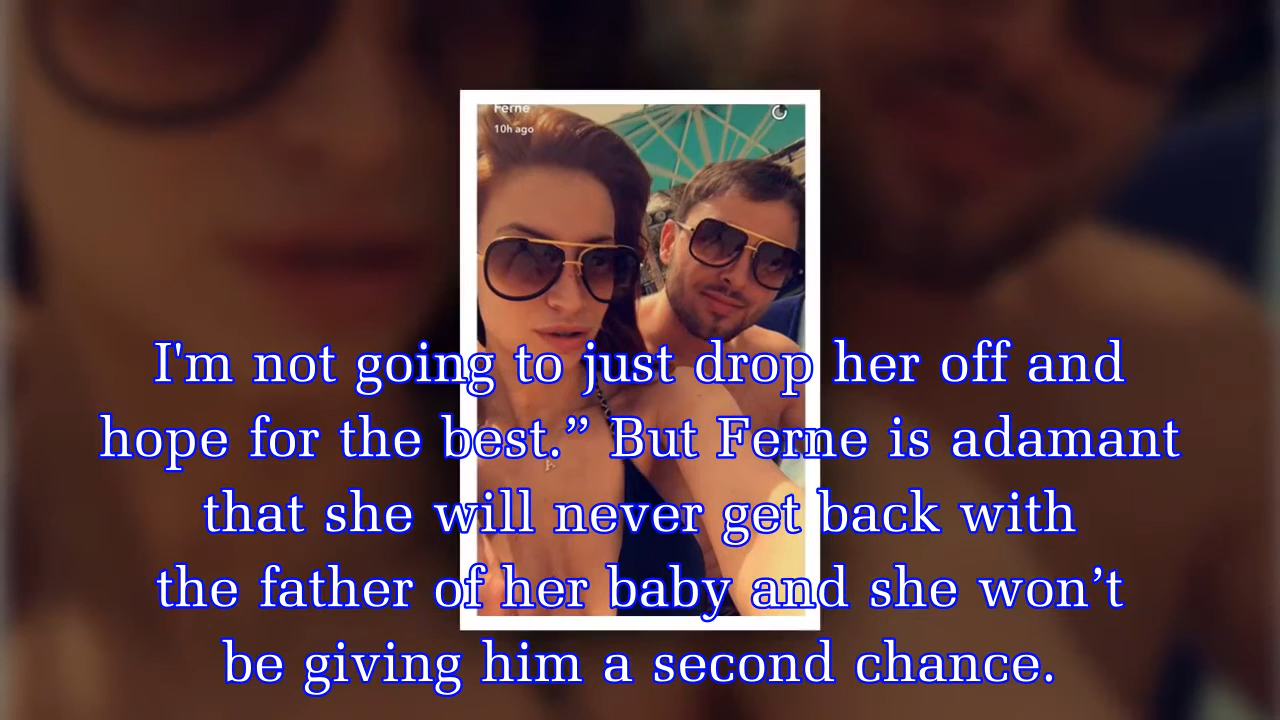 Ferne
10h ago
I'm not going to just drop her off and
hope for the best.” But Ferne is adamant
that she will never get back with
the father of her baby and she won’t
be giving him a second chance.